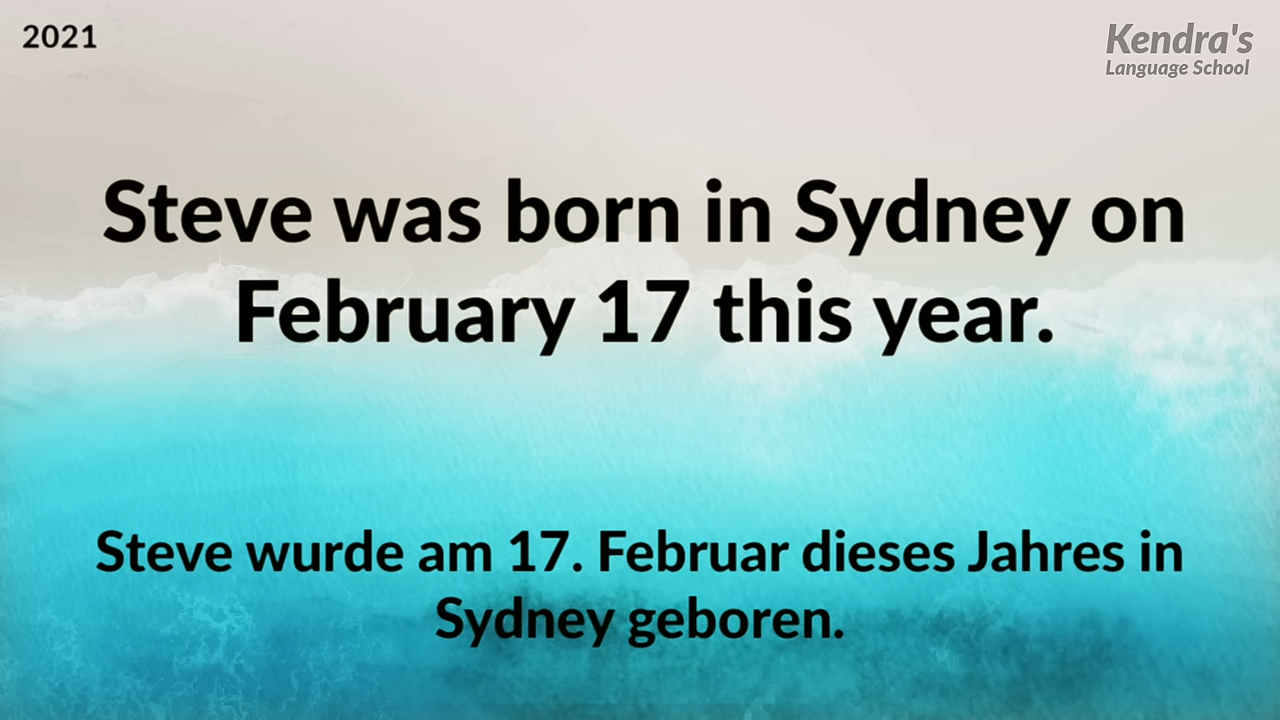 2021
Kendra's
Language School
Steve was born in Sydney on
February 17 this year.
Steve wurde am 17. Februar dieses Jahres in
Sydney geboren.